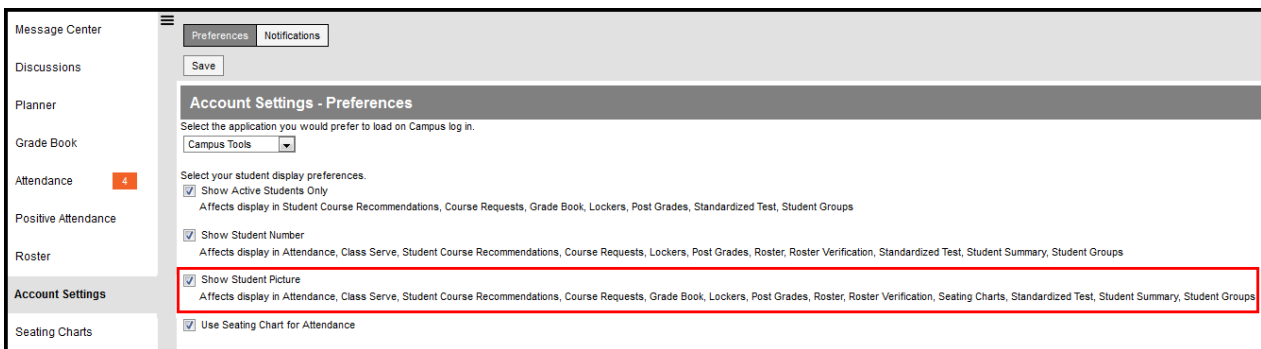 Message Center
Discussions
Planner
Grade Book
Attendance 4
Positive Attendance
Roster
Account Settings
Seating Charts
Preferences Notifications
Save
Account Settings - Preferences
Select the application you would prefer to load on Campus log in.
Campus Tools
Select your student display preferences.
Show Active Students Only
Affects display in Student Course Recommendations, Course Requests, Grade Book, Lockers, Post Grades, Standardized Test, Student Groups
Show Student Number
Affects display in Attendance, Class Serve, Student Course Recommendations, Course Requests, Lockers, Post Grades, Roster, Roster Verification, Standardized Test, Student Summary, Student Groups
Show Student Picture
Affects display in Attendance, Class Serve, Student Course Recommendations, Course Requests, Grade Book, Lockers, Post Grades, Roster, Roster Verification, Seating Charts, Standardized Test, Student Summary, Student Groups
Use Seating Chart for Attendance